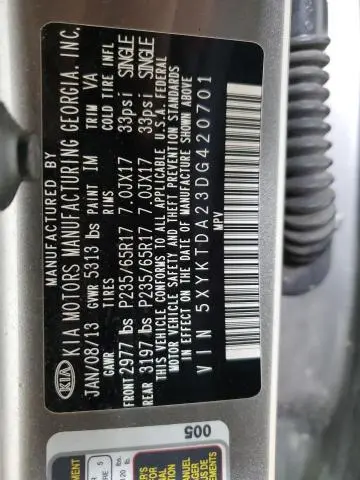 MANUFACTURED BY
KIA KIA MOTORS MANUFACTURING GEORGIA, INC.
JAN/08/13 GVWR 5313 lbs PAINT IM TRIM VA
GAWR TIRES COLD TIRE INFL
FRONT 2977 lbs P235/65R17 7.0JX17 33psi SINGLE
REAR 3197 lbs P235/65R17 7.0JX17 33psi SINGLE
THIS VEHICLE CONFORMS TO ALL APPLICABLE U.S.A. FEDERAL
MOTOR VEHICLE SAFETY AND THEFT PREVENTION STANDARDS
IN EFFECT ON THE DATE OF MANUFACTURE SHOWN ABOVE
VIN 5XYKTDA23DG420701
MPV
005